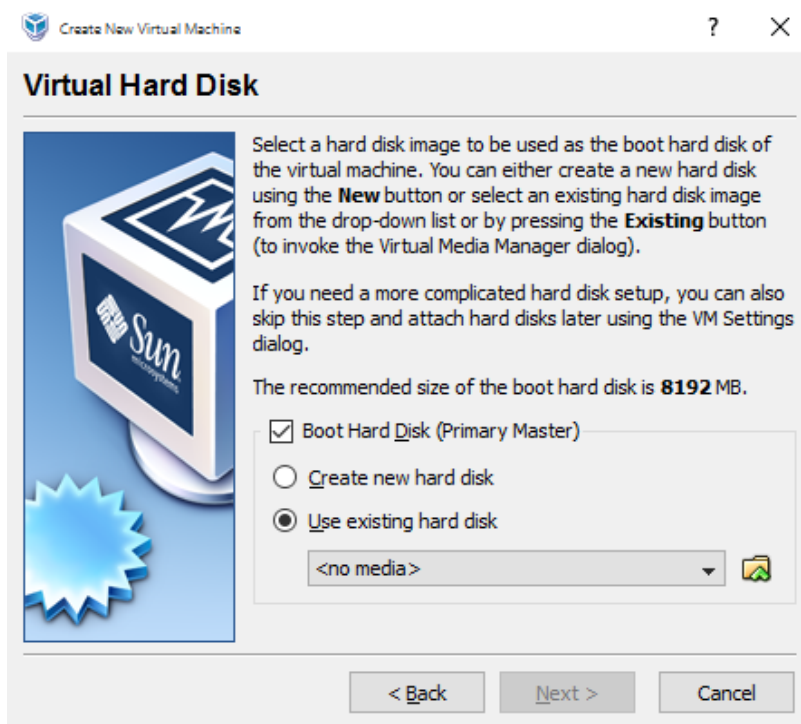 Create New Virtual Machine
?
Virtual Hard Disk
Select a hard disk image to be used as the boot hard disk of
the virtual machine. You can either create a new hard disk
using the New button or select an existing hard disk image
from the drop-down list or by pressing the Existing button
(to invoke the Virtual Media Manager dialog).
If you need a more complicated hard disk setup, you can also
skip this step and attach hard disks later using the VM Settings
dialog.
The recommended size of the boot hard disk is 8192 MB.
Sun
microsystems
Boot Hard Disk (Primary Master)
Create new hard disk
Use existing hard disk
<no media>
< Back
Next >
Cancel